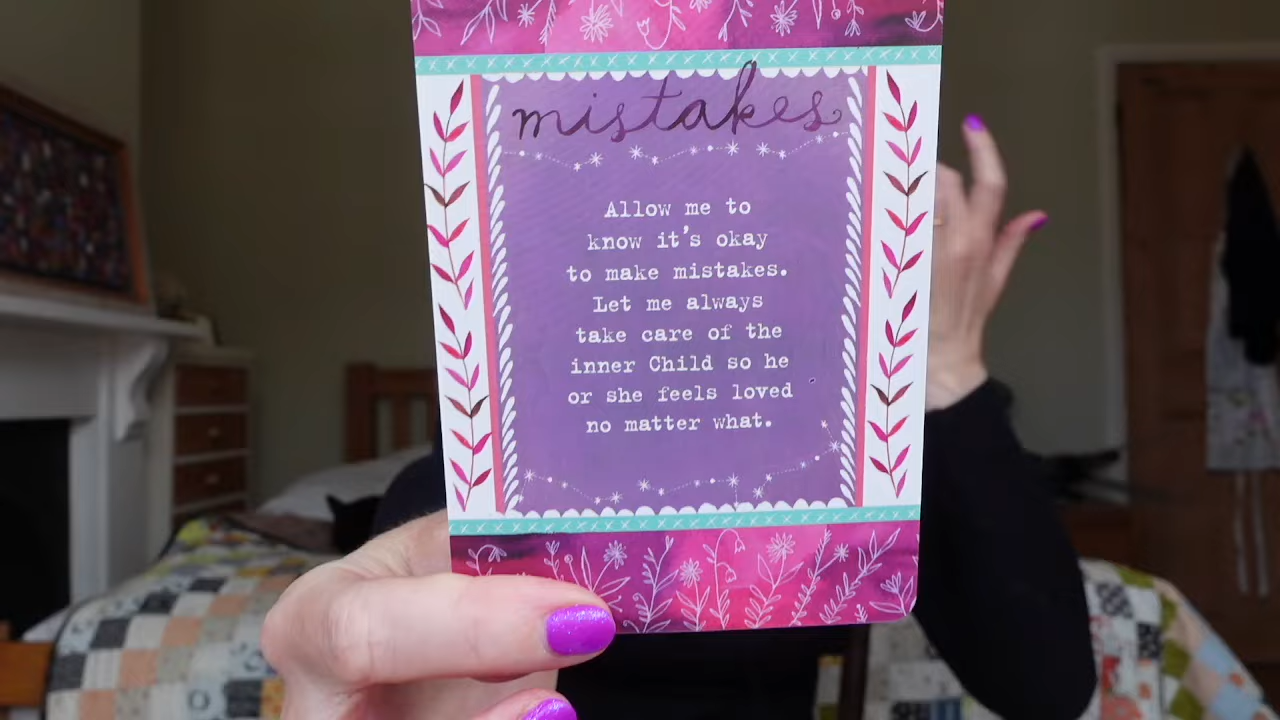 mistakes
Allow me to
know it's okay
to make mistakes.
Let me always
take care of the
inner Child so he
or she feels loved
no matter what.